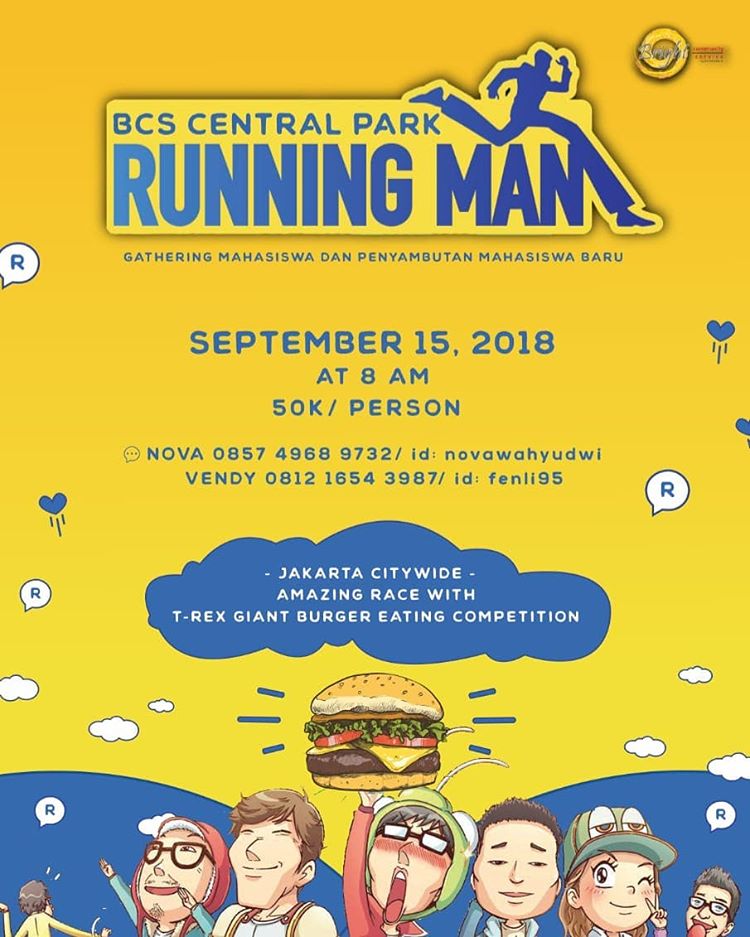 Bright
BCS CENTRAL PARK
RUNNING MAN
GATHERING MAHASISWA DAN PENYAMBUTAN MAHASISWA BARU
R
SEPTEMBER 15, 2018
AT 8 AM
50K/ PERSON
NOVA 0857 4968 9732/ id: novawahyudwi
VENDY 0812 1654 3987/ id: fenli95
R
- JAKARTA CITYWIDE -
AMAZING RACE WITH
T-REX GIANT BURGER EATING COMPETITION
R
R
R